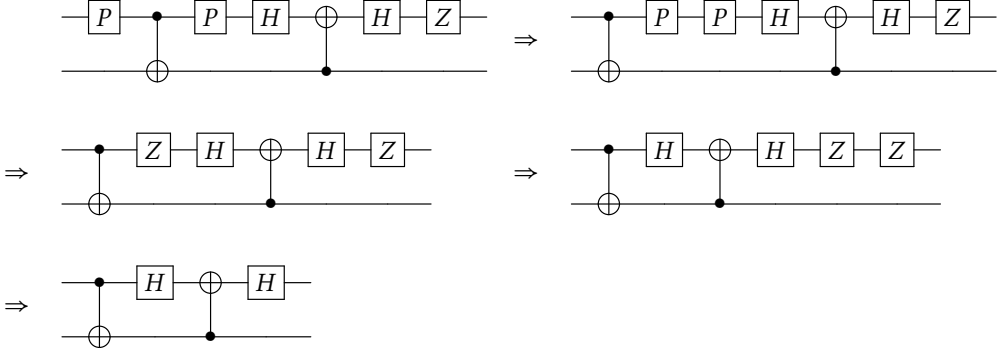 P P H H Z ⇒ P P H H Z
⇒ Z H H Z ⇒ H H Z Z
⇒ H H